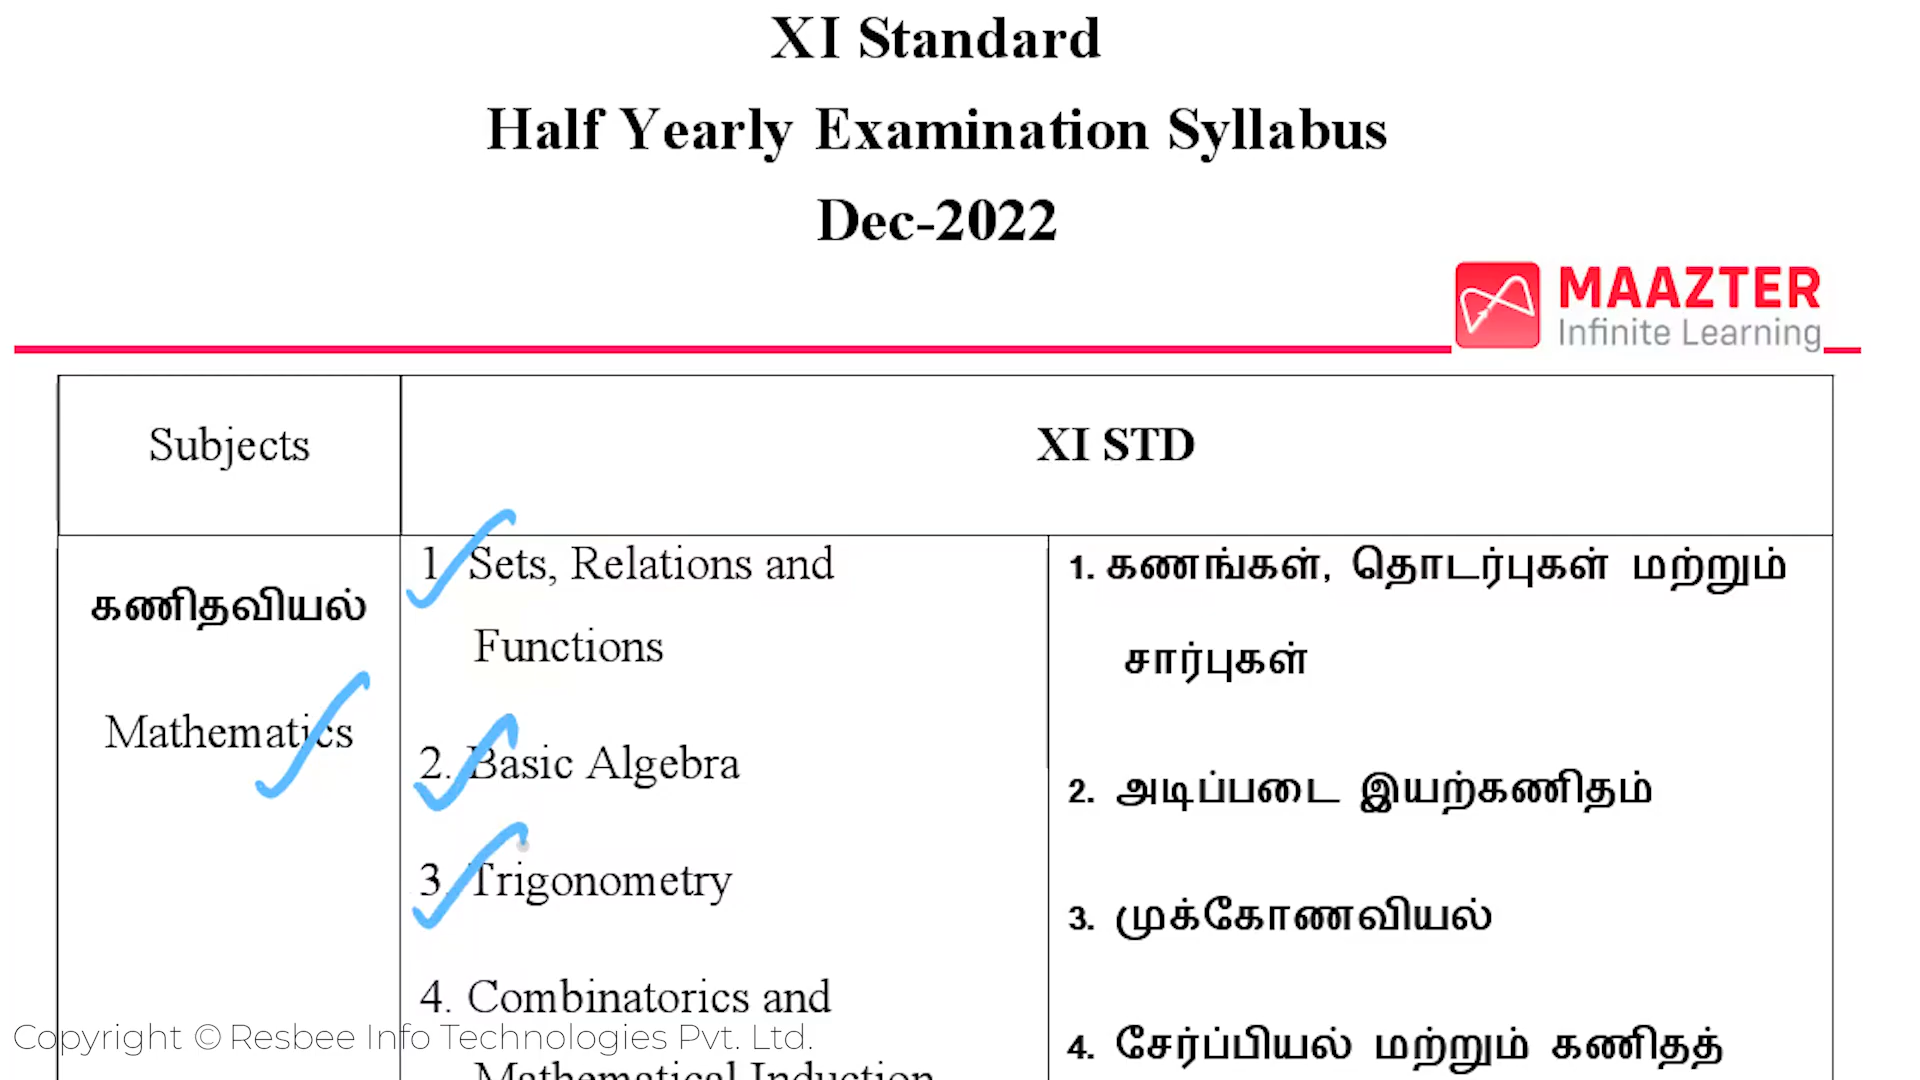 XI Standard
Half Yearly Examination Syllabus
Dec-2022
MAAZTER
Infinite Learning
Subjects
XI STD
கணிதவியல்
Mathematics
1. Sets, Relations and
Functions
2. Basic Algebra
3. Trigonometry
4. Combinatorics and
Mathematical Induction
1. கணங்கள், தொடர்புகள் மற்றும்
சார்புகள்
2. அடிப்படை இயற்கணிதம்
3. முக்கோணவியல்
4. சேர்ப்பியல் மற்றும் கணிதத்
Copyright © Resbee Info Technologies Pvt. Ltd.